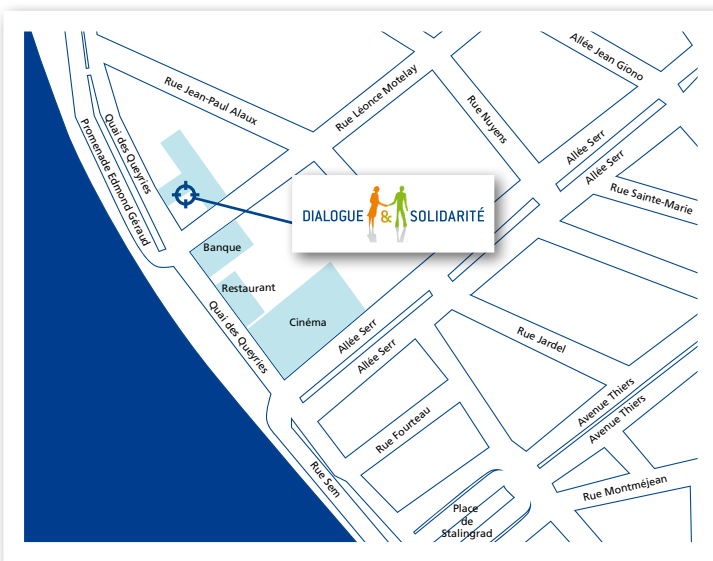 Allée Jean Giono
Rue Jean-Paul Alaux
Rue Léonce Motelay
Rue Nuyens
Quai des Queyries
Promenade Edmond Géraud
Allée Serr
Allée Serr
Rue Sainte-Marie
DIALOGUE & SOLIDARITÉ
Banque
Restaurant
Quai des Queyries
Cinéma
Allée Serr
Allée Serr
Rue Jardel
Avenue Thiers
Avenue Thiers
Rue Fourteau
Rue Sem
Rue Montméjean
Place
de
Stalingrad